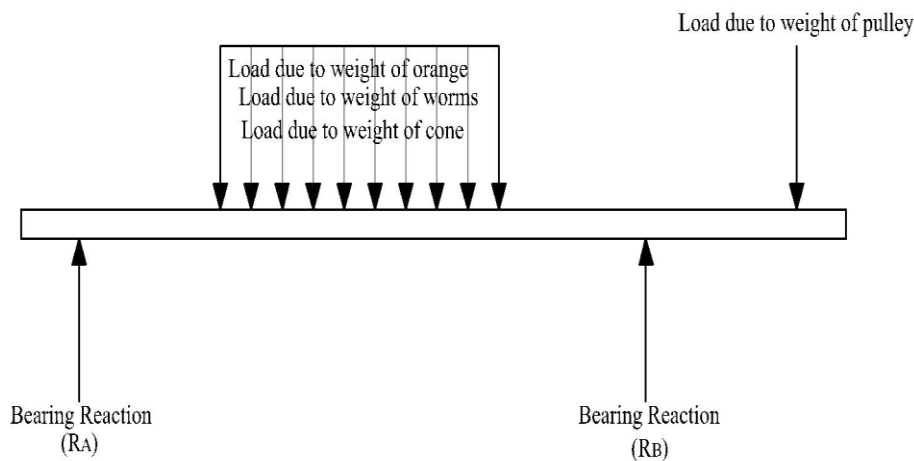 Load due to weight of pulley
Load due to weight of orange
Load due to weight of worms
Load due to weight of cone
Bearing Reaction
(RA)
Bearing Reaction
(RB)